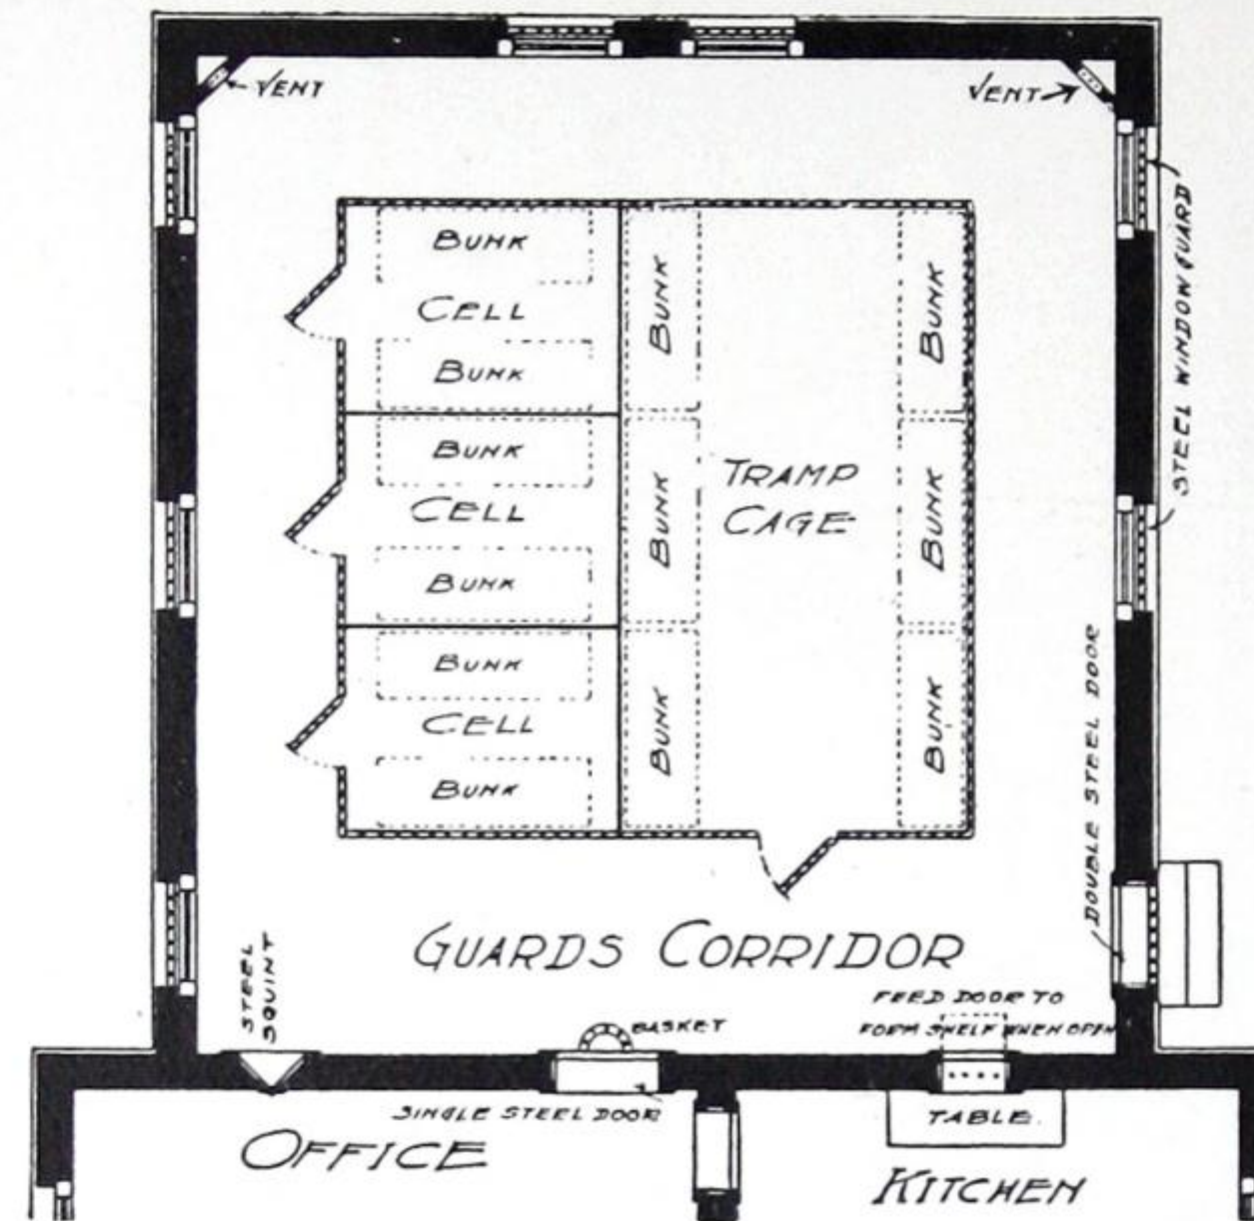 VENT
VENT
STEEL WINDOW GUARD
BUNK
CELL
BUNK
BUNK
CELL
BUNK
BUNK
CELL
BUNK
BUNK
BUNK
BUNK
TRAMP
CAGE
BUNK
BUNK
BUNK
DOUBLE STEEL DOOR
GUARDS CORRIDOR
STEEL
SQUINT
BASKET
FEED DOOR TO
FORM SHELF WHEN OPEN
SINGLE STEEL DOOR
TABLE.
OFFICE
KITCHEN